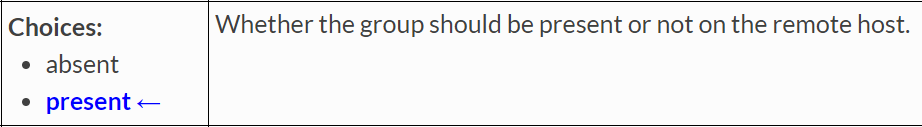 Choices:
• absent
• present ←
Whether the group should be present or not on the remote host.